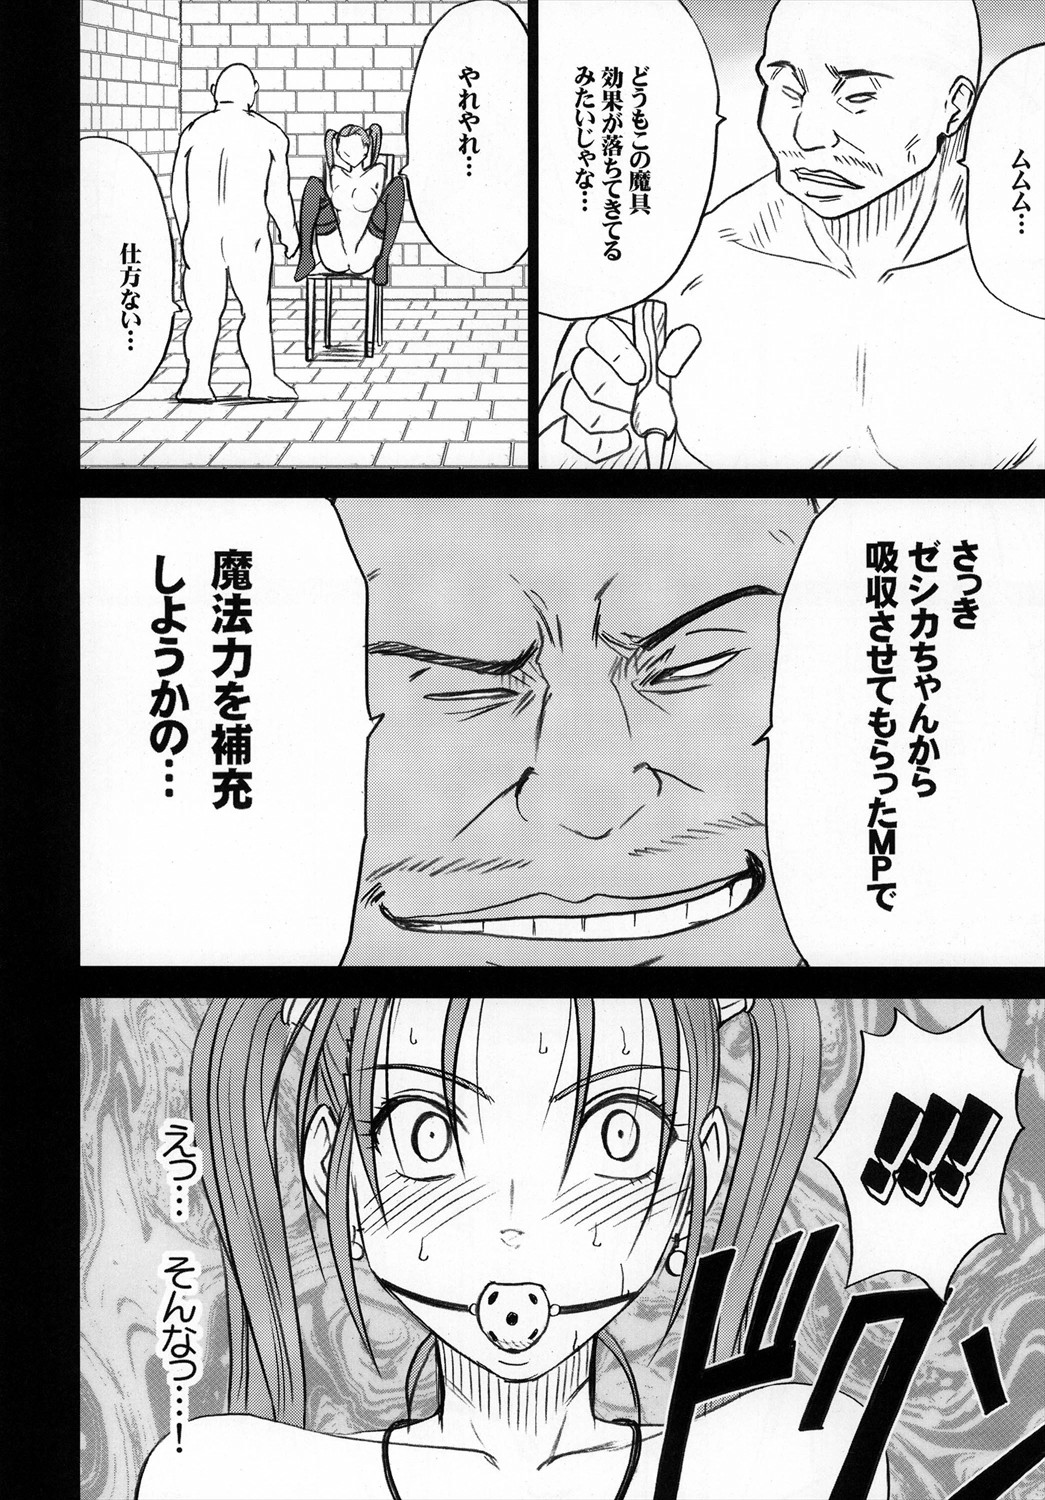 ムムム…
どうもこの魔具
効果が落ちてきてる
みたいじゃな…
やれやれ…
仕方ない…
さっき
ゼシカちゃんから
吸収させてもらったMPで
魔法力を補充
しようかの…
!!!
ドクン
えっ…
そんなっ…!